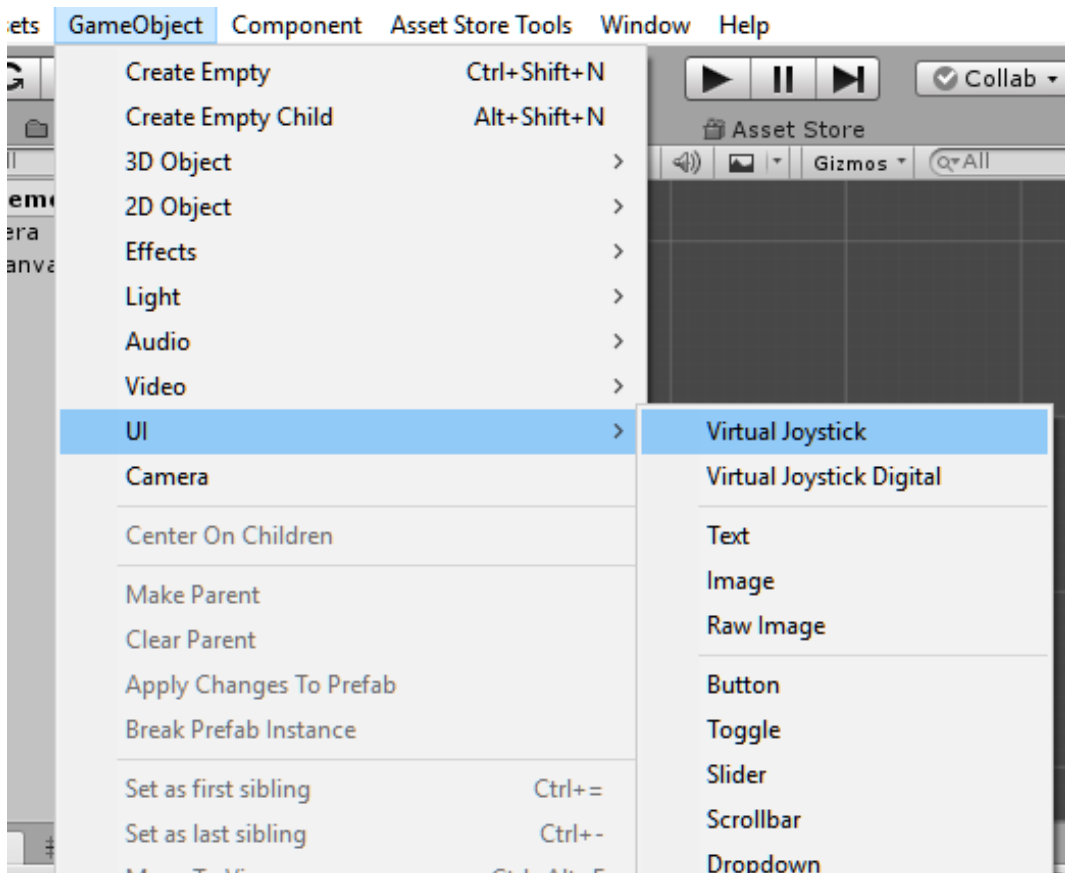 sets GameObject Component Asset Store Tools Window Help
Create Empty Ctrl+Shift+N
Collab
Create Empty Child Alt+Shift+N
Asset Store
3D Object
Gizmos All
2D Object
era
Effects
Light
Audio
Video
UI
Virtual Joystick
Camera
Virtual Joystick Digital
Center On Children
Text
Image
Make Parent
Raw Image
Clear Parent
Apply Changes To Prefab
Button
Break Prefab Instance
Toggle
Slider
Set as first sibling Ctrl+=
Scrollbar
Set as last sibling Ctrl+-
Dropdown